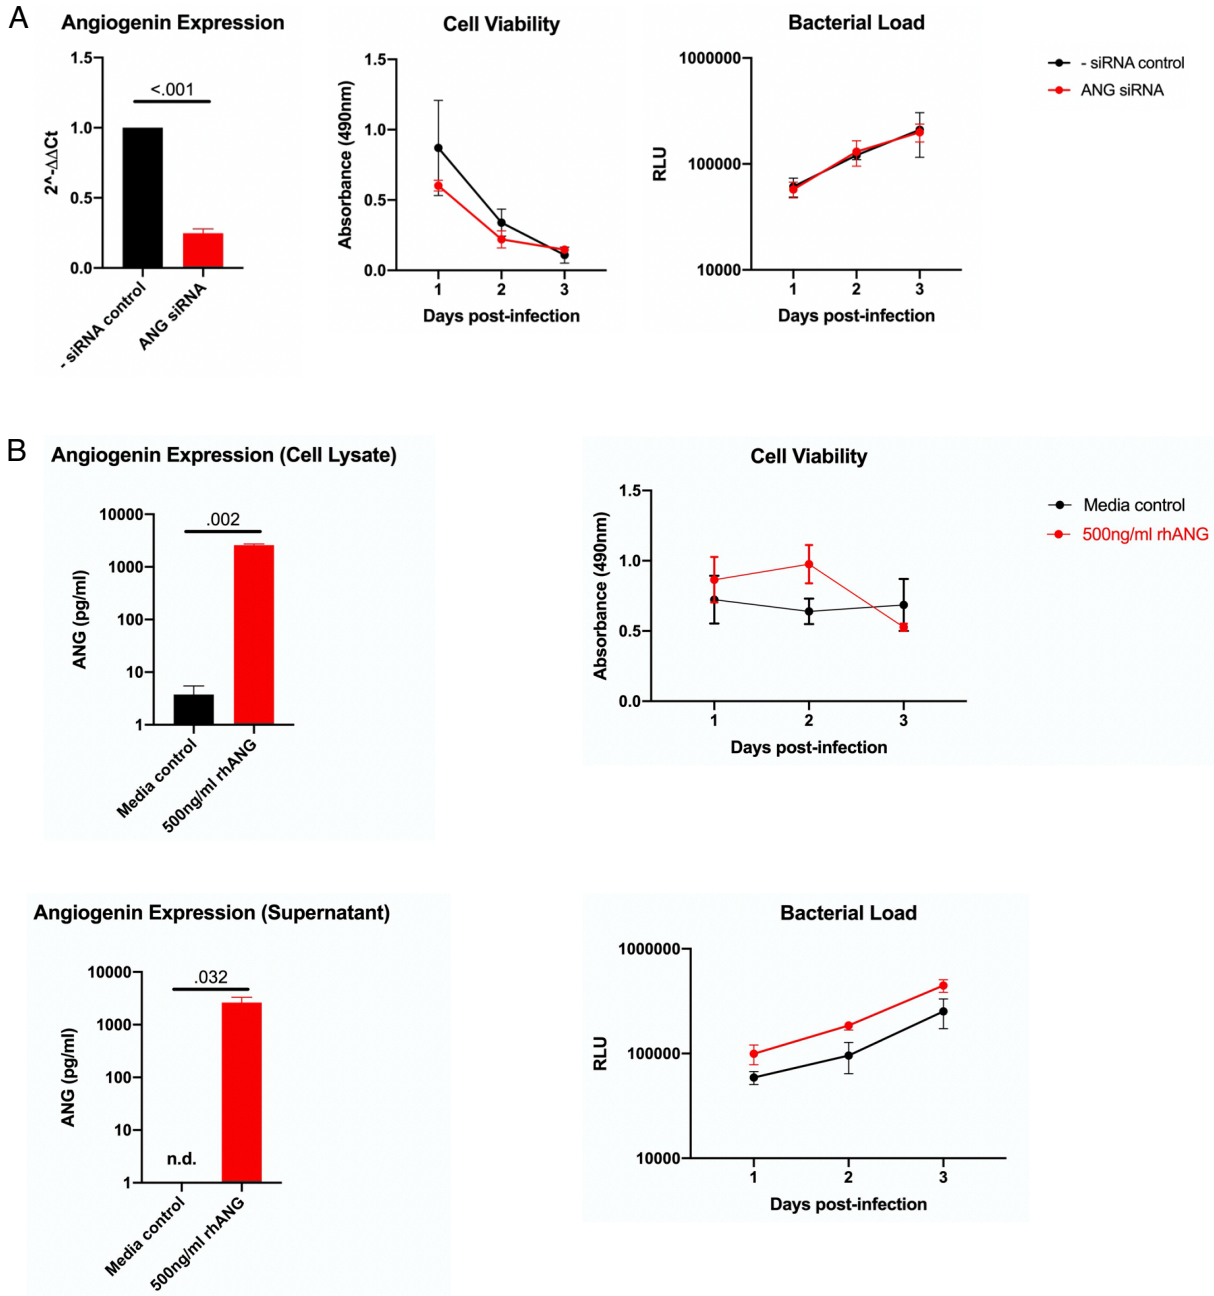 A
Angiogenin Expression
1.5
1.0
0.5
0.0
2^-ΔΔCt
<.001
- siRNA control
ANG siRNA
Cell Viability
1.5
1.0
0.5
0.0
Absorbance (490nm)
1 2 3
Days post-infection
Bacterial Load
1000000
100000
10000
RLU
1 2 3
Days post-infection
- siRNA control
ANG siRNA
B
Angiogenin Expression (Cell Lysate)
10000
1000
100
10
1
ANG (pg/ml)
.002
Media control
500ng/ml rhANG
Cell Viability
1.5
1.0
0.5
0.0
Absorbance (490nm)
1 2 3
Days post-infection
Media control
500ng/ml rhANG
Angiogenin Expression (Supernatant)
10000
1000
100
10
1
ANG (pg/ml)
.032
n.d.
Media control
500ng/ml rhANG
Bacterial Load
1000000
100000
10000
RLU
1 2 3
Days post-infection